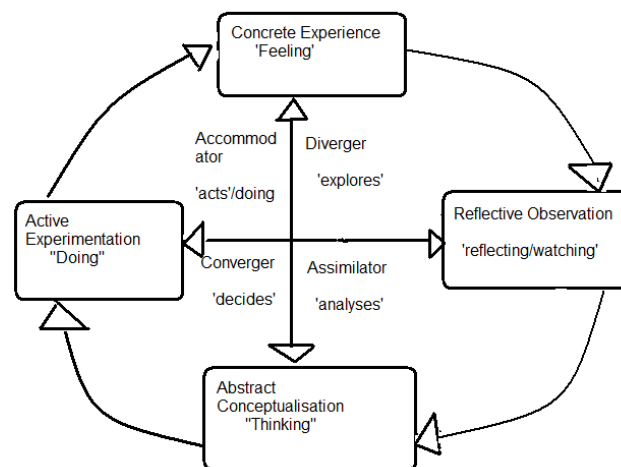 Concrete Experience
'Feeling'
Accommod
ator
'acts'/doing
Diverger
'explores'
Active
Experimentation
"Doing"
Reflective Observation
'reflecting/watching'
Converger
'decides'
Assimilator
'analyses'
Abstract
Conceptualisation
"Thinking"